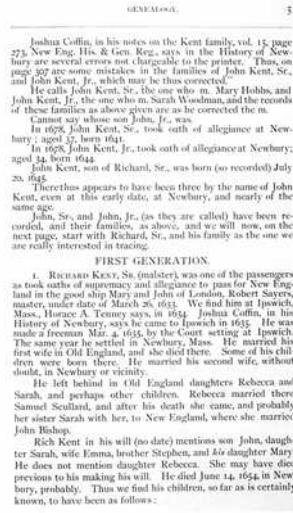 GENEALOGY. 3
Joshua Coffin, in his notes on the Kent family, vol. 15, page
273, New Eng. His. & Gen. Reg., says in the History of New-
bury are several errors not chargeable to the printer. Thus, on
page 307 are some mistakes in the families of John Kent, Sr.,
and John Kent, Jr., which may be thus corrected."
He calls John Kent, Sr., the one who m. Mary Hobbs, and
John Kent, Jr., the one who m. Sarah Woodman, and the records
of these families as above given are as he corrected the m.
Cannot say whose son John, Jr., was.
In 1678, John Kent, Sr., took oath of allegiance at New-
bury; aged 37, born 1641.
In 1678, John Kent, Jr., took oath of allegiance at Newbury;
aged 34, born 1644.
John Kent, son of Richard, Sr., was born (so recorded) July
20, 1645.
There thus appears to have been three by the name of John
Kent, even at this early date, at Newbury, and nearly of the
same age.
John, Sr., and John, Jr., (as they are called) have been re-
corded, and their families, as above, and we will now, on the
next page, start with Richard, Sr., and his family as the one we
are really interested in tracing.
FIRST GENERATION.
1. RICHARD KENT, SR. (malster), was one of the passengers
as took oaths of supremacy and allegiance to pass for New Eng-
land in the good ship Mary and John of London, Robert Sayers,
master, under date of March 26, 1633. We find him at Ipswich,
Mass., Horace A. Tenney says, in 1634. Joshua Coffin, in his
History of Newbury, says he came to Ipswich in 1635. He was
made a freeman Mar. 4, 1635, by the Court setting at Ipswich.
The same year he settled in Newbury, Mass. He married his
first wife in Old England, and she died there. Some of his chil-
dren were born there. He married his second wife, without
doubt, in Newbury or vicinity.
He left behind in Old England daughters Rebecca and
Sarah, and perhaps other children. Rebecca married there
Samuel Scullard, and after his death she came, and probably
her sister Sarah with her, to New England, where she married
John Bishop.
Rich Kent in his will (no date) mentions son John, daugh-
ter Sarah, wife Emma, brother Stephen, and his daughter Mary.
He does not mention daughter Rebecca. She may have died
previous to his making his will. He died June 14, 1654, in New-
bury, probably. Thus we find his children, so far as is certainly
known, to have been as follows: